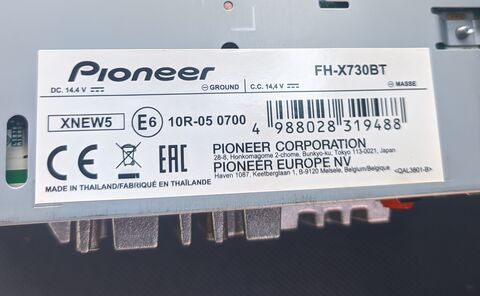 Pioneer FH-X730BT
DC. 14,4 V ⎓ ⊖ GROUND C.C. 14,4 V ⎓ ⊖ MASSE
XNEW5 E6 10R-05 0700
4 988028 319488
CE EAC
PIONEER CORPORATION
28-8, Honkomagome 2-chome, Bunkyo-ku, Tokyo 113-0021, Japan
PIONEER EUROPE NV
Haven 1087, Keetberglaan 1, B-9120 Melsele, Belgium/Belgique <QAL3801-B>
MADE IN THAILAND/FABRIQUÉ EN THAÏLANDE